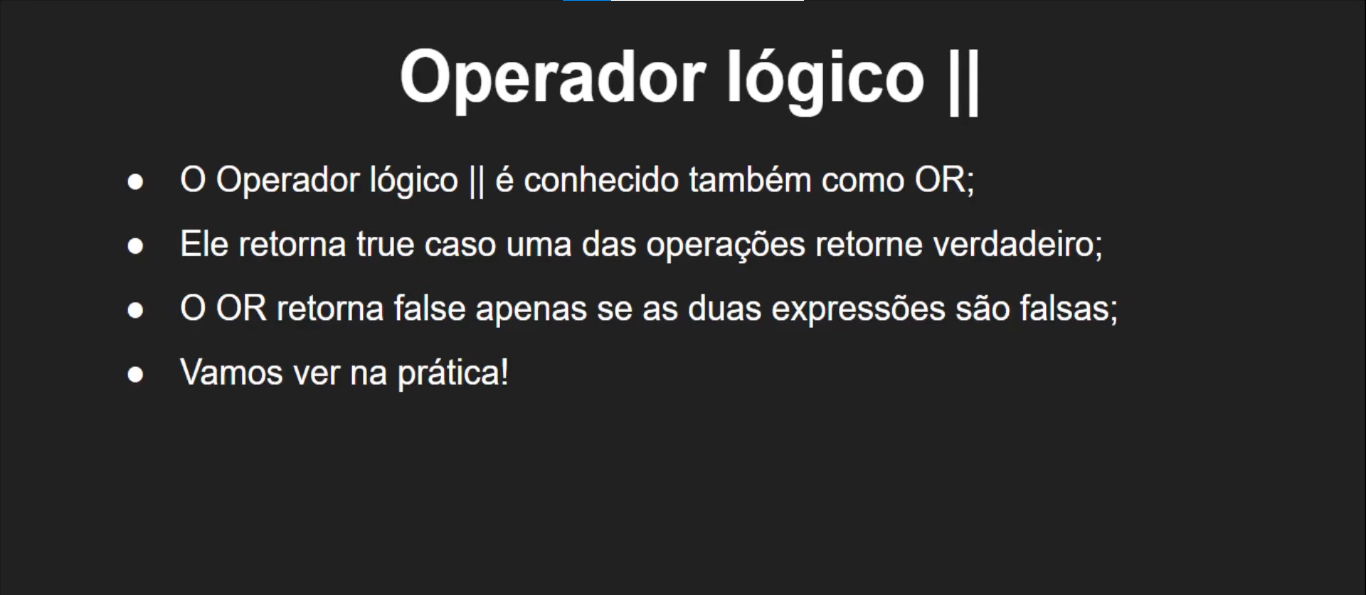 Operador lógico ||
● O Operador lógico || é conhecido também como OR;
● Ele retorna true caso uma das operações retorne verdadeiro;
● O OR retorna false apenas se as duas expressões são falsas;
● Vamos ver na prática!